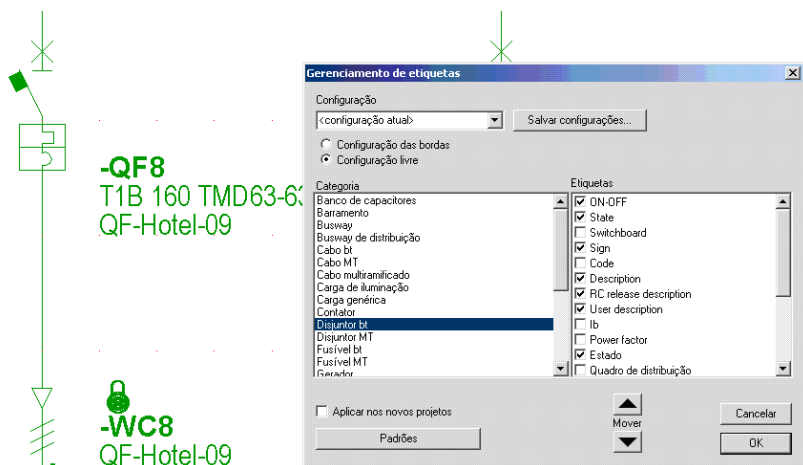 -QF8
T1B 160 TMD63-63
QF-Hotel-09
-WC8
QF-Hotel-09
Gerenciamento de etiquetas
Configuração
<configuração atual>
Salvar configurações...
Configuração das bordas
Configuração livre
Categoria
Banco de capacitores
Barramento
Busway
Busway de distribuição
Cabo bt
Cabo MT
Cabo multiramificado
Carga de iluminação
Carga genérica
Contator
Disjuntor bt
Disjuntor MT
Fusível bt
Fusível MT
Gerador
Etiquetas
ON-OFF
State
Switchboard
Sign
Code
Description
RC release description
User description
Ib
Power factor
Estado
Quadro de distribuição
Aplicar nos novos projetos
Padrões
Mover
Cancelar
OK